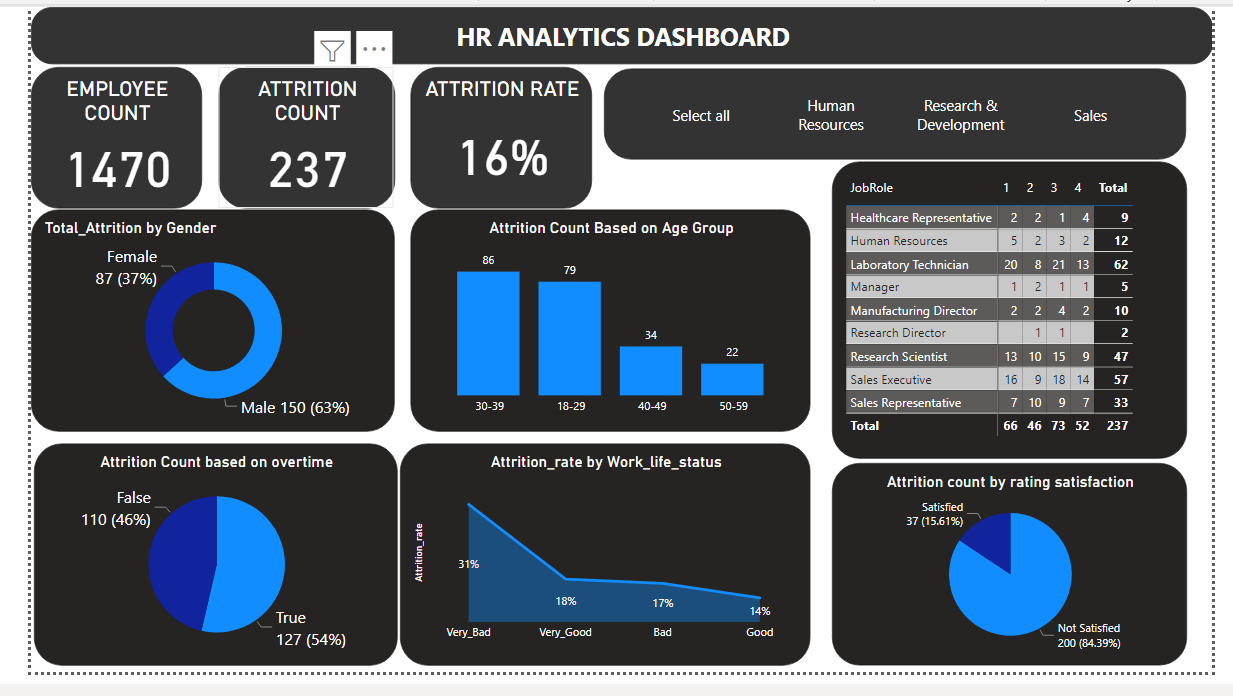 HR ANALYTICS DASHBOARD
EMPLOYEE
COUNT
1470
ATTRITION
COUNT
237
ATTRITION RATE
16%
Select all
Human
Resources
Research &
Development
Sales
Total_Attrition by Gender
Female
87 (37%)
Male 150 (63%)
Attrition Count Based on Age Group
86
79
34
22
30-39 18-29 40-49 50-59
JobRole 1 2 3 4 Total
Healthcare Representative 2 2 1 4 9
Human Resources 5 2 3 2 12
Laboratory Technician 20 8 21 13 62
Manager 1 2 1 1 5
Manufacturing Director 2 2 4 2 10
Research Director 1 1 2
Research Scientist 13 10 15 9 47
Sales Executive 16 9 18 14 57
Sales Representative 7 10 9 7 33
Total 66 46 73 52 237
Attrition Count based on overtime
False
110 (46%)
True
127 (54%)
Attrition_rate by Work_life_status
Attrition_rate
31%
18%
17%
14%
Very_Bad Very_Good Bad Good
Attrition count by rating satisfaction
Satisfied
37 (15.61%)
Not Satisfied
200 (84.39%)